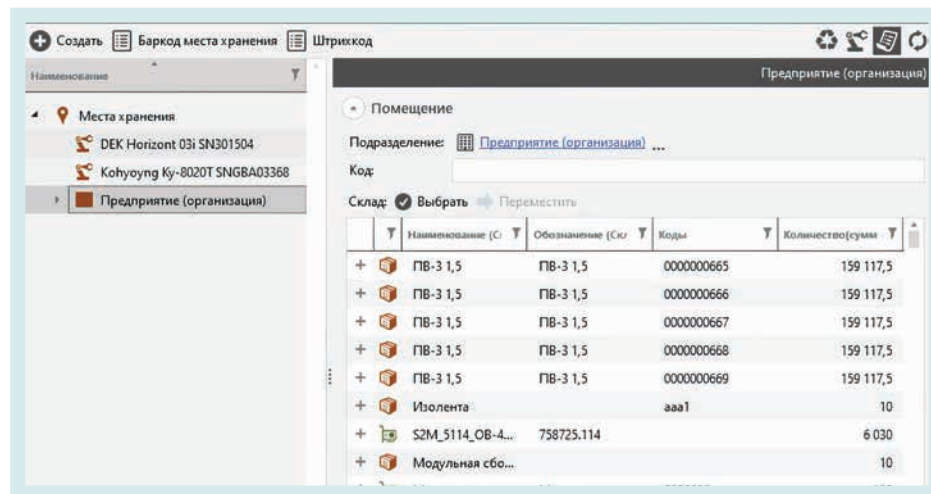 Создать Баркод места хранения Штрихкод
Наименование
Предприятие (организация)
Места хранения
DEK Horizont 03i SN301504
Kohyoyng Ky-8020T SNGBA03368
Предприятие (организация)
Помещение
Подразделение: Предприятие (организация) ...
Код:
Склад: Выбрать Переместить
Наименование (С Обозначение (Скл Коды Количество(сумм
ПВ-3 1,5 ПВ-3 1,5 0000000665 159 117,5
ПВ-3 1,5 ПВ-3 1,5 0000000666 159 117,5
ПВ-3 1,5 ПВ-3 1,5 0000000667 159 117,5
ПВ-3 1,5 ПВ-3 1,5 0000000668 159 117,5
ПВ-3 1,5 ПВ-3 1,5 0000000669 159 117,5
Изолента aaa1 10
S2M_5114_OB-4... 758725.114 6 030
Модульная сбо... 10